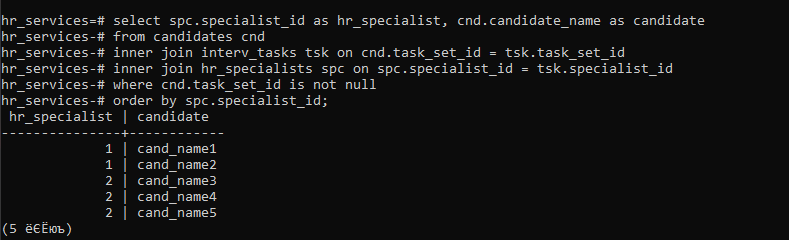 hr_services=# select spc.specialist_id as hr_specialist, cnd.candidate_name as candidate
hr_services-# from candidates cnd
hr_services-# inner join interv_tasks tsk on cnd.task_set_id = tsk.task_set_id
hr_services-# inner join hr_specialists spc on spc.specialist_id = tsk.specialist_id
hr_services-# where cnd.task_set_id is not null
hr_services-# order by spc.specialist_id;
 hr_specialist | candidate
---------------+------------
             1 | cand_name1
             1 | cand_name2
             2 | cand_name3
             2 | cand_name4
             2 | cand_name5
(5 ёЄЁюъ)